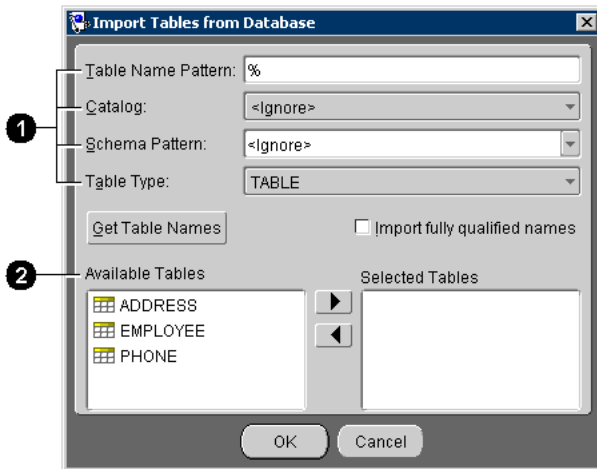 Import Tables from Database
Table Name Pattern: %
1
Catalog: <Ignore>
Schema Pattern: <Ignore>
Table Type: TABLE
Get Table Names Import fully qualified names
2 Available Tables Selected Tables
ADDRESS
EMPLOYEE
PHONE
OK Cancel